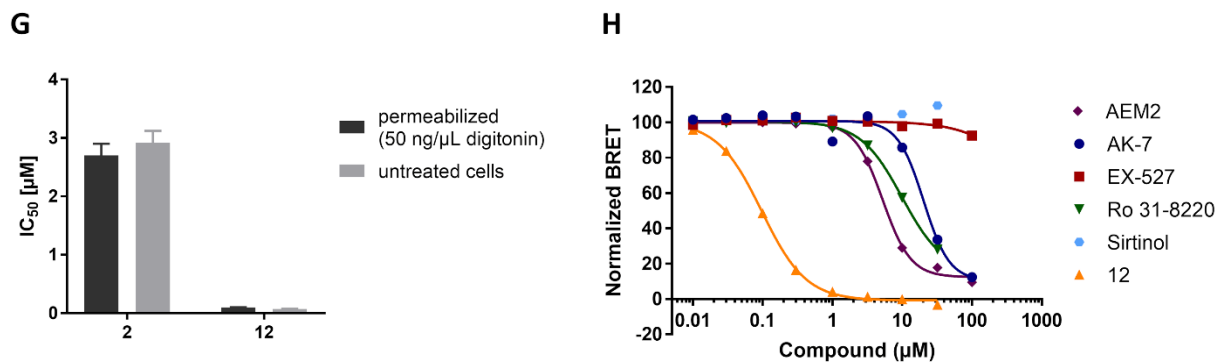 G
H
IC50 [µM]
4
3
2
1
0
2
12
permeabilized
(50 ng/µL digitonin)
untreated cells
Normalized BRET
120
100
80
60
40
20
0
-20
0.01
0.1
1
10
100
1000
Compound (µM)
AEM2
AK-7
EX-527
Ro 31-8220
Sirtinol
12